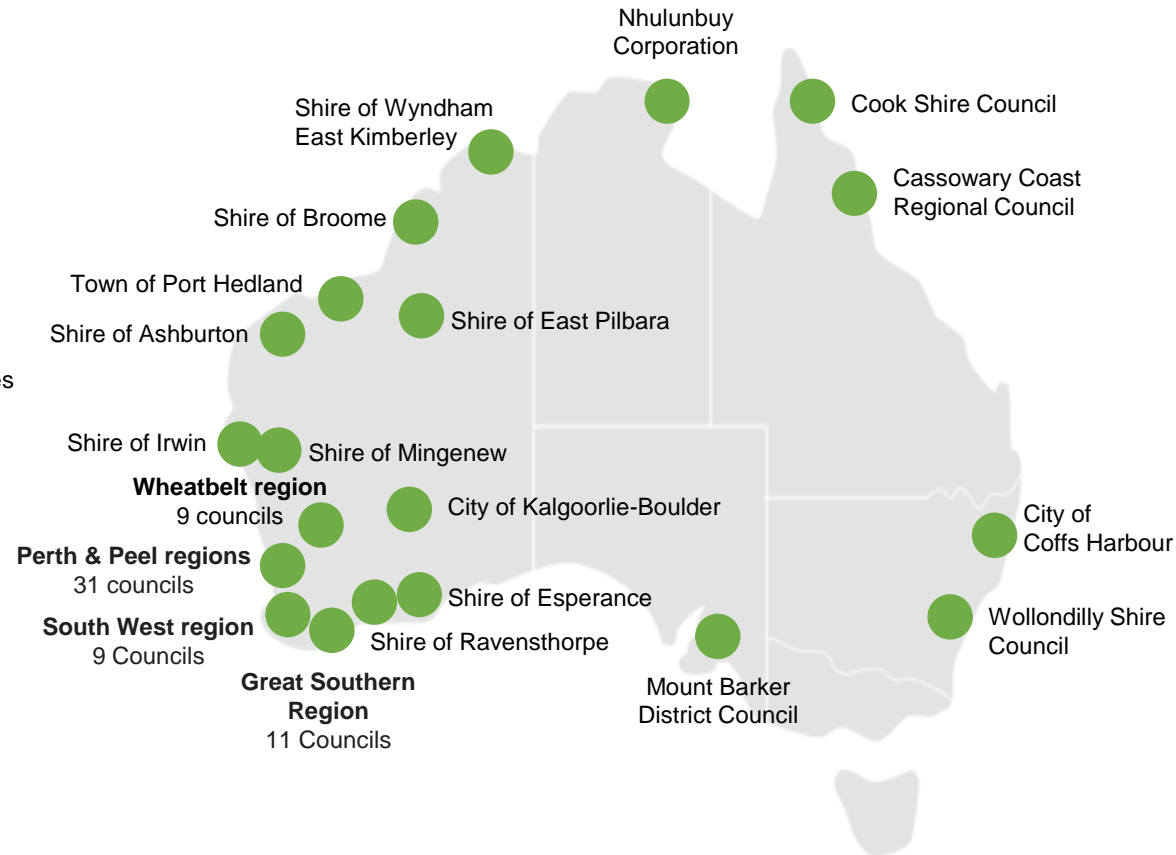 Nhulunbuy
Corporation
Shire of Wyndham
East Kimberley
Cook Shire Council
Cassowary Coast
Regional Council
Shire of Broome
Town of Port Hedland
Shire of Ashburton
Shire of East Pilbara
es
Shire of Irwin
Shire of Mingenew
Wheatbelt region
9 councils
City of Kalgoorlie-Boulder
City of
Coffs Harbour
Perth & Peel regions
31 councils
Shire of Esperance
South West region
9 Councils
Shire of Ravensthorpe
Wollondilly Shire
Council
Great Southern
Region
11 Councils
Mount Barker
District Council